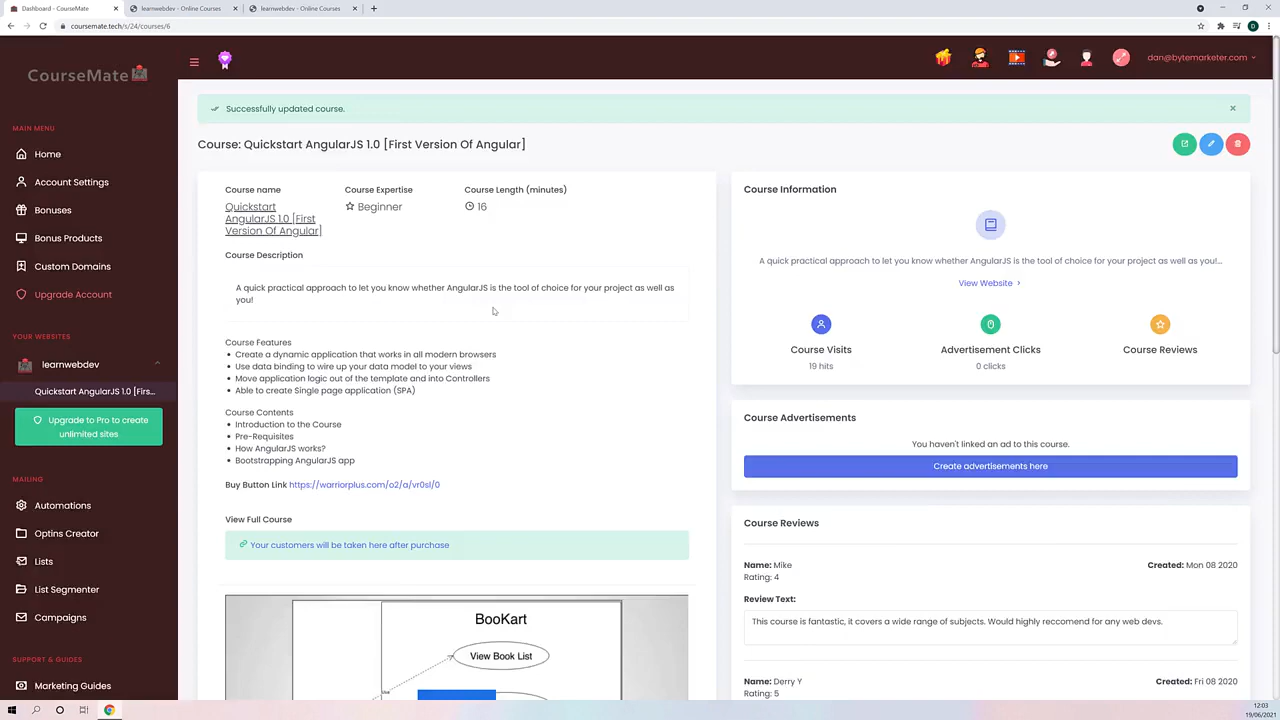 Dashboard - CourseMate
learnwebdev - Online Courses
learnwebdev - Online Courses
coursemate.tech/s/24/courses/6
CourseMate
dan@bytemarketer.com
MAIN MENU
Home
Account Settings
Bonuses
Bonus Products
Custom Domains
Upgrade Account
YOUR WEBSITES
learnwebdev
Quickstart AngularJS 1.0 [Firs...
Upgrade to Pro to create
unlimited sites
MAILING
Automations
Optins Creator
Lists
List Segmenter
Campaigns
SUPPORT & GUIDES
Marketing Guides
Successfully updated course.
Course: Quickstart AngularJS 1.0 [First Version Of Angular]
Course name
Quickstart
AngularJS 1.0 [First
Version Of Angular]
Course Expertise
Beginner
Course Length (minutes)
16
Course Description
A quick practical approach to let you know whether AngularJS is the tool of choice for your project as well as
you!
Course Features
Create a dynamic application that works in all modern browsers
Use data binding to wire up your data model to your views
Move application logic out of the template and into Controllers
Able to create Single page application (SPA)
Course Contents
Introduction to the Course
Pre-Requisites
How AngularJS works?
Bootstrapping AngularJS app
Buy Button Link https://warriorplus.com/o2/a/vr0sl/0
View Full Course
Your customers will be taken here after purchase
BooKart
View Book List
Use
Course Information
A quick practical approach to let you know whether AngularJS is the tool of choice for your project as well as you!...
View Website
Course Visits
19 hits
Advertisement Clicks
0 clicks
Course Reviews
Course Advertisements
You haven't linked an ad to this course.
Create advertisements here
Course Reviews
Name: Mike
Created: Mon 08 2020
Rating: 4
Review Text:
This course is fantastic, it covers a wide range of subjects. Would highly reccomend for any web devs.
Name: Derry Y
Created: Fri 08 2020
Rating: 5
12:03
19/06/2021